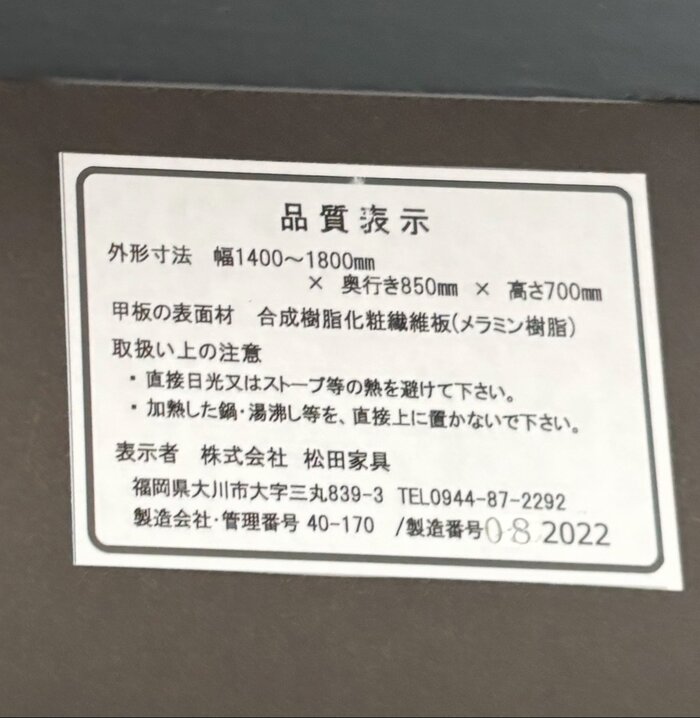 品質表示
外形寸法 幅1400～1800㎜
× 奥行き850㎜ × 高さ700㎜
甲板の表面材 合成樹脂化粧繊維板(メラミン樹脂)
取扱い上の注意
・直接日光又はストーブ等の熱を避けて下さい。
・加熱した鍋・湯沸し等を、直接上に置かないで下さい。
表示者 株式会社 松田家具
福岡県大川市大字三丸839-3 TEL0944-87-2292
製造会社・管理番号 40-170 /製造番号08 2022